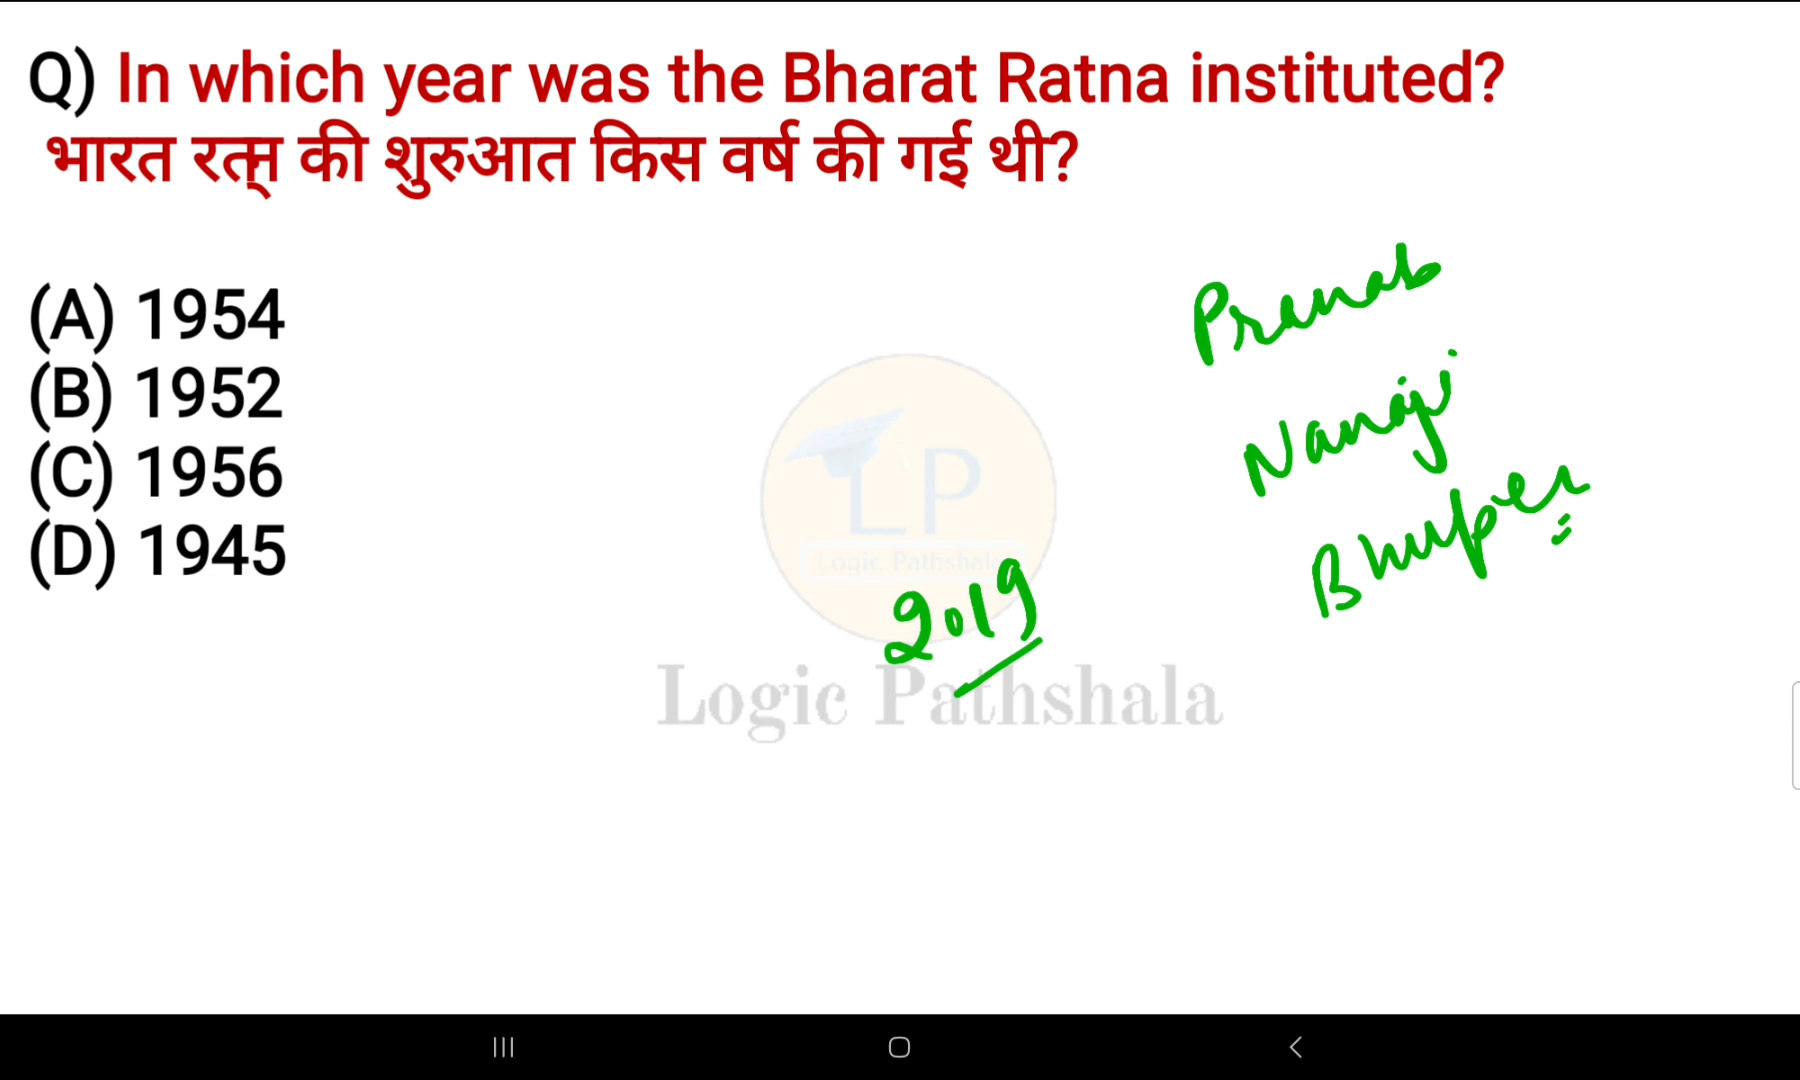 Q) In which year was the Bharat Ratna instituted?
भारत रत्न की शुरुआत किस वर्ष की गई थी?
(A) 1954
(B) 1952
(C) 1956
(D) 1945
Pranab
Nanaji
Bhupen
2019
LP
Logic Pathshala
Logic Pathshala